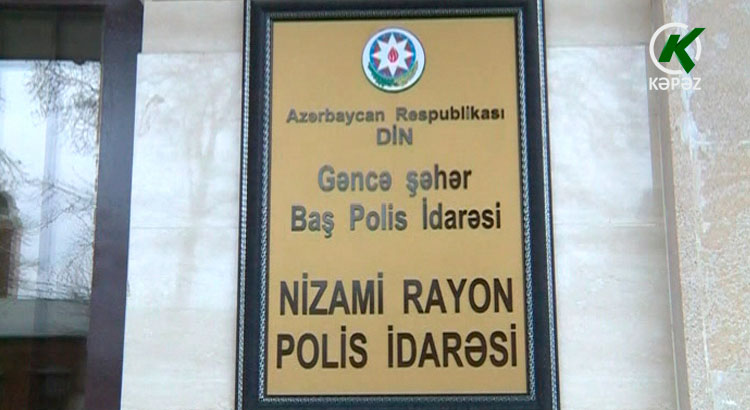 K
KƏPƏZ
Azərbaycan Respublikası
DİN
Gəncə şəhər
Baş Polis İdarəsi
NİZAMİ RAYON
POLİS İDARƏSİ